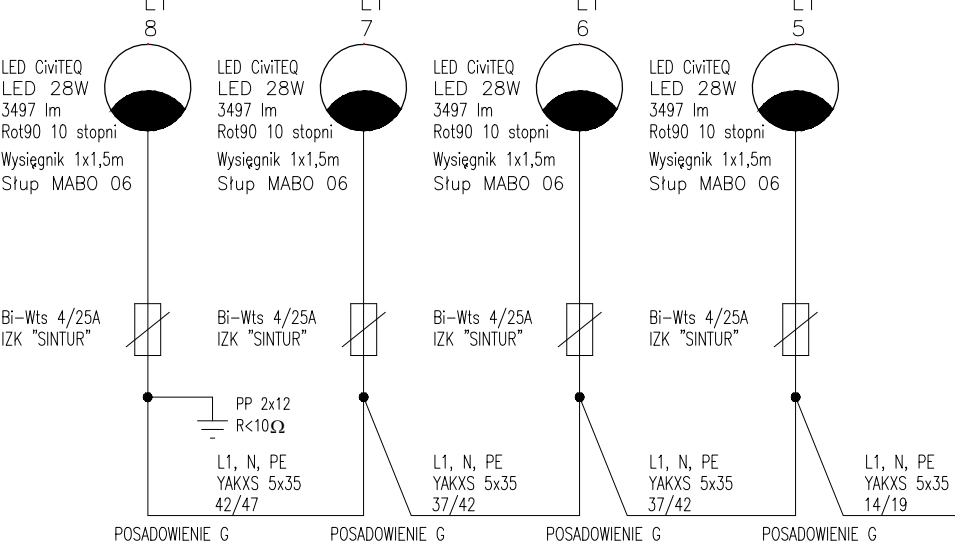 L1
8
LED CiviTEQ
LED 28W
3497 lm
Rot90 10 stopni
Wysięgnik 1x1,5m
Słup MABO 06
Bi-Wts 4/25A
IZK "SINTUR"
PP 2x12
R<10Ω
L1, N, PE
YAKXS 5x35
42/47
POSADOWIENIE G
L1
7
LED CiviTEQ
LED 28W
3497 lm
Rot90 10 stopni
Wysięgnik 1x1,5m
Słup MABO 06
Bi-Wts 4/25A
IZK "SINTUR"
L1, N, PE
YAKXS 5x35
37/42
POSADOWIENIE G
L1
6
LED CiviTEQ
LED 28W
3497 lm
Rot90 10 stopni
Wysięgnik 1x1,5m
Słup MABO 06
Bi-Wts 4/25A
IZK "SINTUR"
L1, N, PE
YAKXS 5x35
37/42
POSADOWIENIE G
L1
5
LED CiviTEQ
LED 28W
3497 lm
Rot90 10 stopni
Wysięgnik 1x1,5m
Słup MABO 06
Bi-Wts 4/25A
IZK "SINTUR"
L1, N, PE
YAKXS 5x35
14/19
POSADOWIENIE G